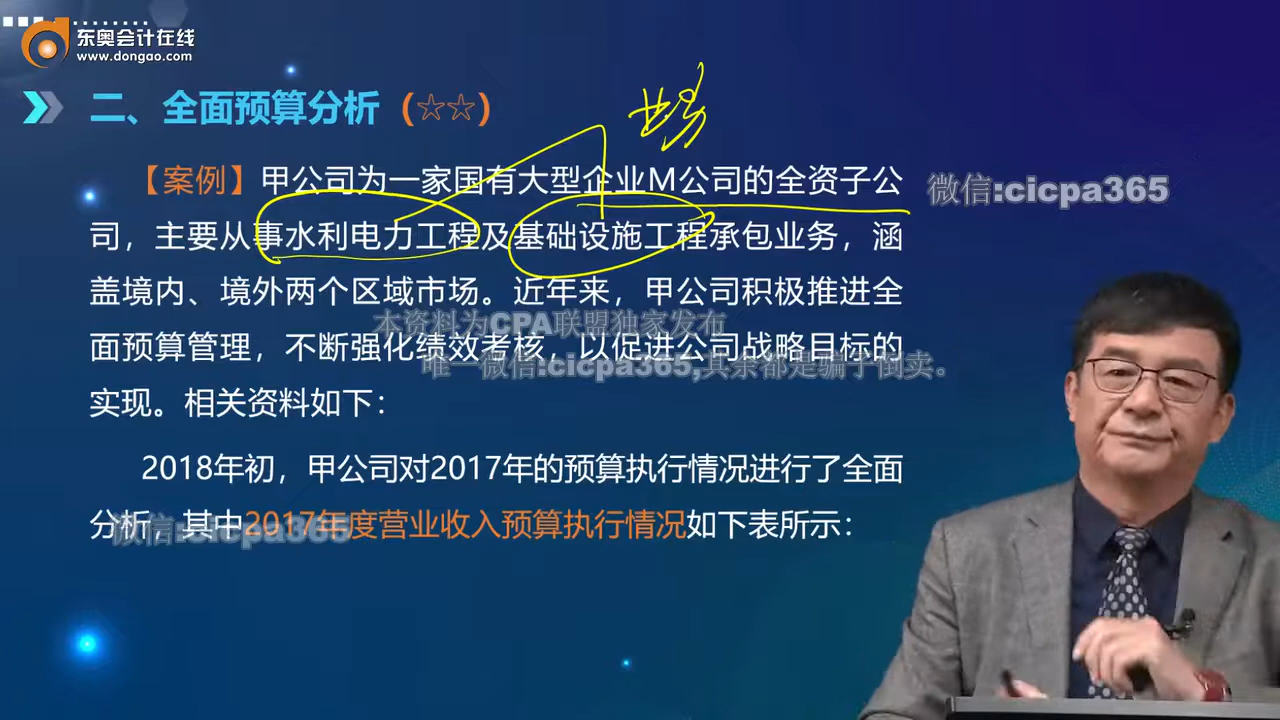 东奥会计在线
www.dongao.com
二、全面预算分析（☆☆）
【案例】甲公司为一家国有大型企业M公司的全资子公
司，主要从事水利电力工程及基础设施工程承包业务，涵
盖境内、境外两个区域市场。近年来，甲公司积极推进全
面预算管理，不断强化绩效考核，以促进公司战略目标的
实现。相关资料如下：
2018年初，甲公司对2017年的预算执行情况进行了全面
分析，其中2017年度营业收入预算执行情况如下表所示：
微信:cicpa365
本资料为CPA联盟独家发布
唯一微信:cicpa365,其余都是骗子倒卖。
微信:cicpa365